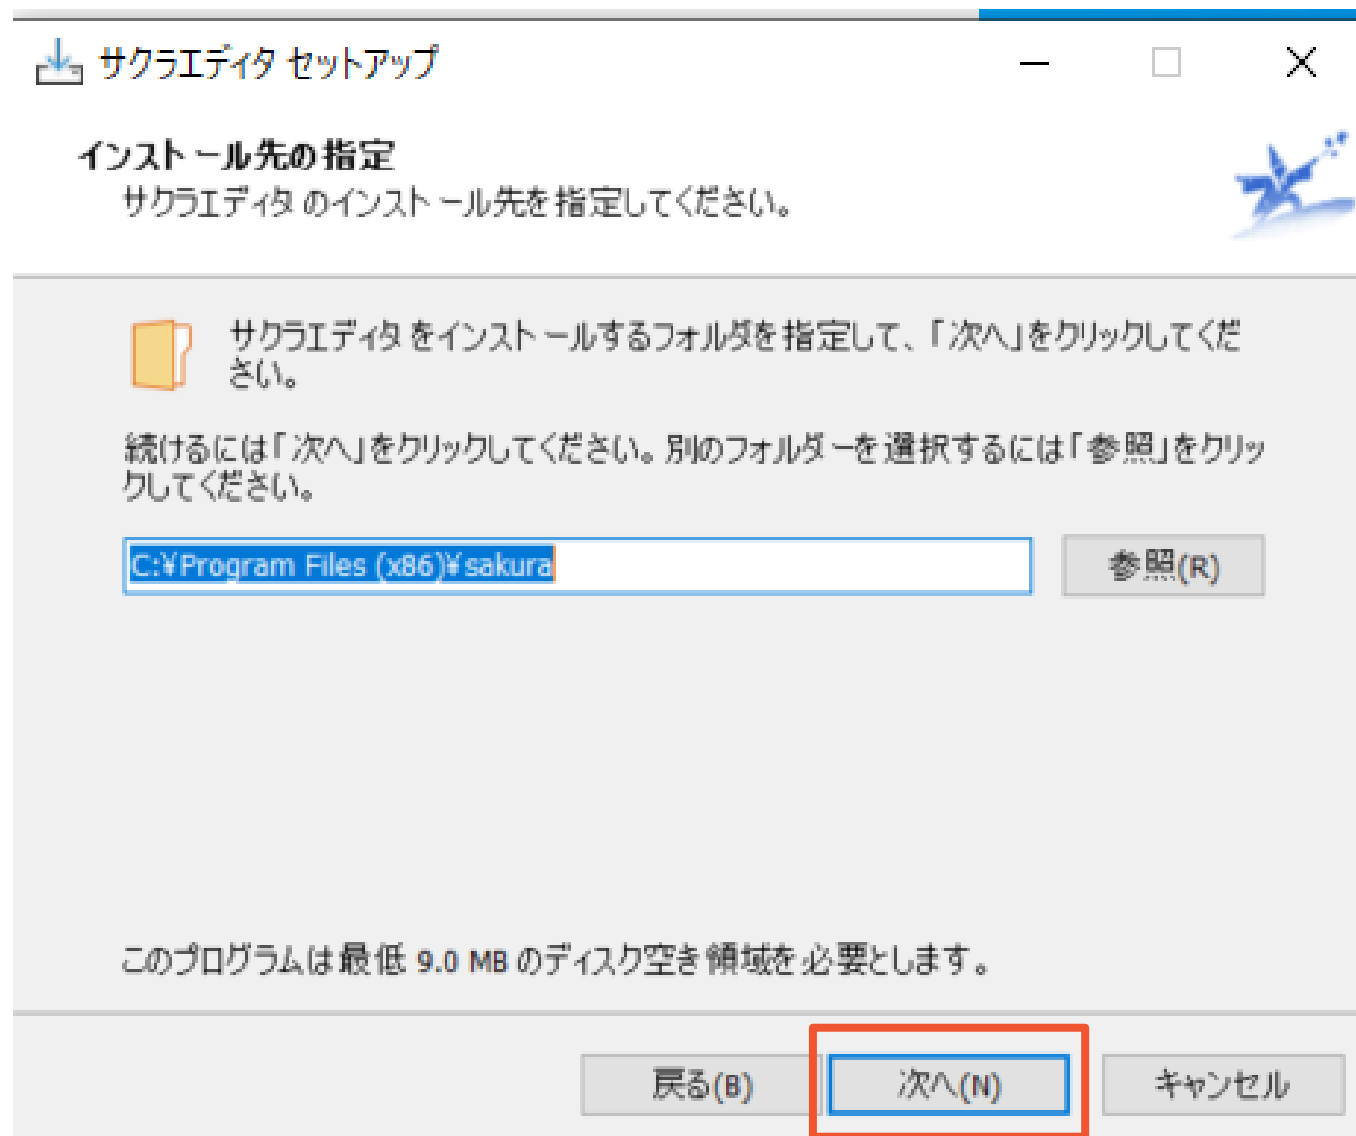 サクラエディタ セットアップ
インストール先の指定
サクラエディタ のインストール先を指定してください。
サクラエディタ をインストールするフォルダを指定して、「次へ」をクリックしてくだ
さい。
続けるには「次へ」をクリックしてください。別のフォルダーを選択するには「参照」をクリッ
クしてください。
C:¥Program Files (x86)¥sakura
参照(R)
このプログラムは最低 9.0 MB のディスク空き領域を必要とします。
戻る(B)
次へ(N)
キャンセル